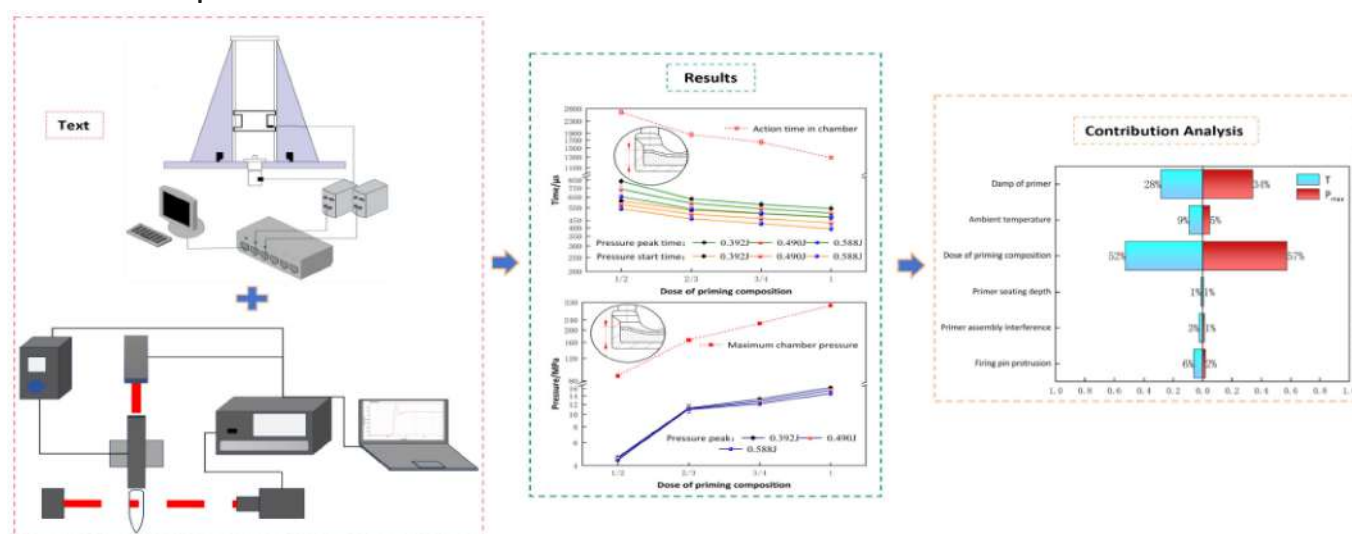 Text
Results
Action time in chamber
Time/μs
Pressure peak time: 0.392J 0.490J 0.588J
Pressure start time: 0.392J 0.490J 0.588J
1/2 2/3 3/4 1
Dose of priming composition
Maximum chamber pressure
Pressure/MPa
Pressure peak: 0.392J 0.490J
0.588J
1/2 2/3 3/4 1
Dose of priming composition
Contribution Analysis
T
Pmax
Damp of primer
28% 34%
Ambient temperature
9% 5%
Dose of priming composition
52% 57%
Primer seating depth
1% 1%
Primer assembly interference
1%
Firing pin protrusion
6% 2%
1.0 0.8 0.6 0.4 0.2 0.0 0.2 0.4 0.6 0.8 1.0